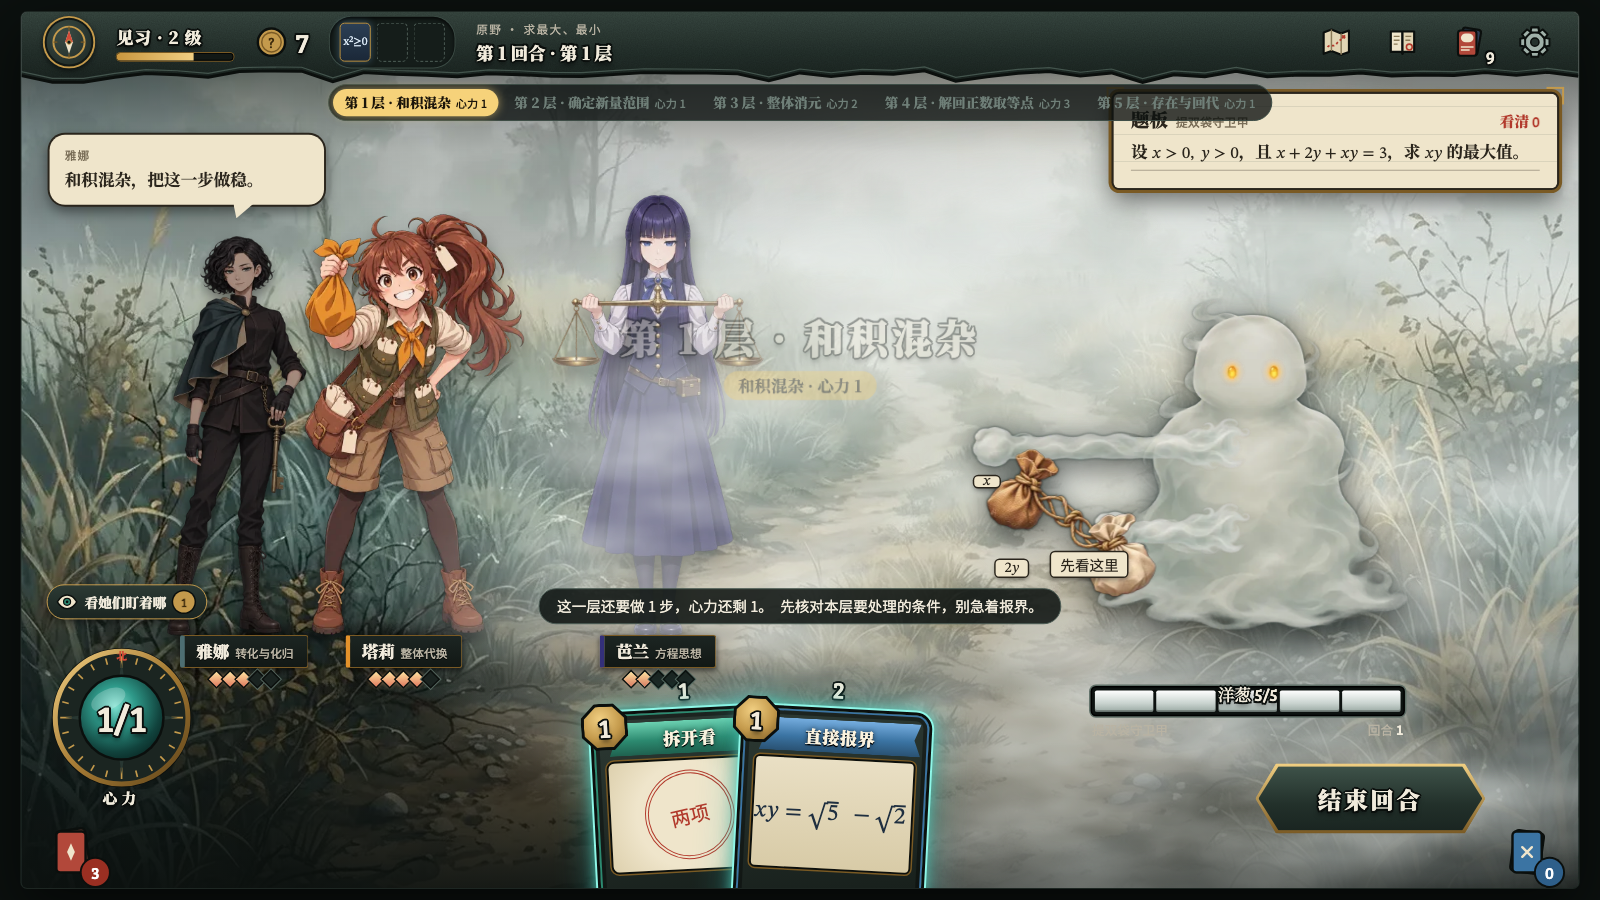 见习·2 级
?
7
x²≥0
原野 · 求最大、最小
第1回合·第1层
9
第1层·和积混杂 心力1
第2层·确定新量范围 心力1
第3层·整体消元 心力2
第4层·解回正数取等点 心力3
第5层·存在与回代 心力1
题板 提双袋守卫甲
看清 0
设 x > 0, y > 0，且 x + 2y + xy = 3，求 xy 的最大值。
雅娜
和积混杂，把这一步做稳。
第1层·和积混杂
和积混杂·心力1
x
2y
先看这里
看她们盯着哪 1
这一层还要做 1 步，心力还剩 1。 先核对本层要处理的条件，别急着报界。
雅娜 转化与化归
塔莉 整体代换
芭兰 方程思想
1/1
心力
3
1
1
拆开看
两项
2
1
直接报界
xy = √5 − √2
洋葱5/5
回合 1
结束回合
0